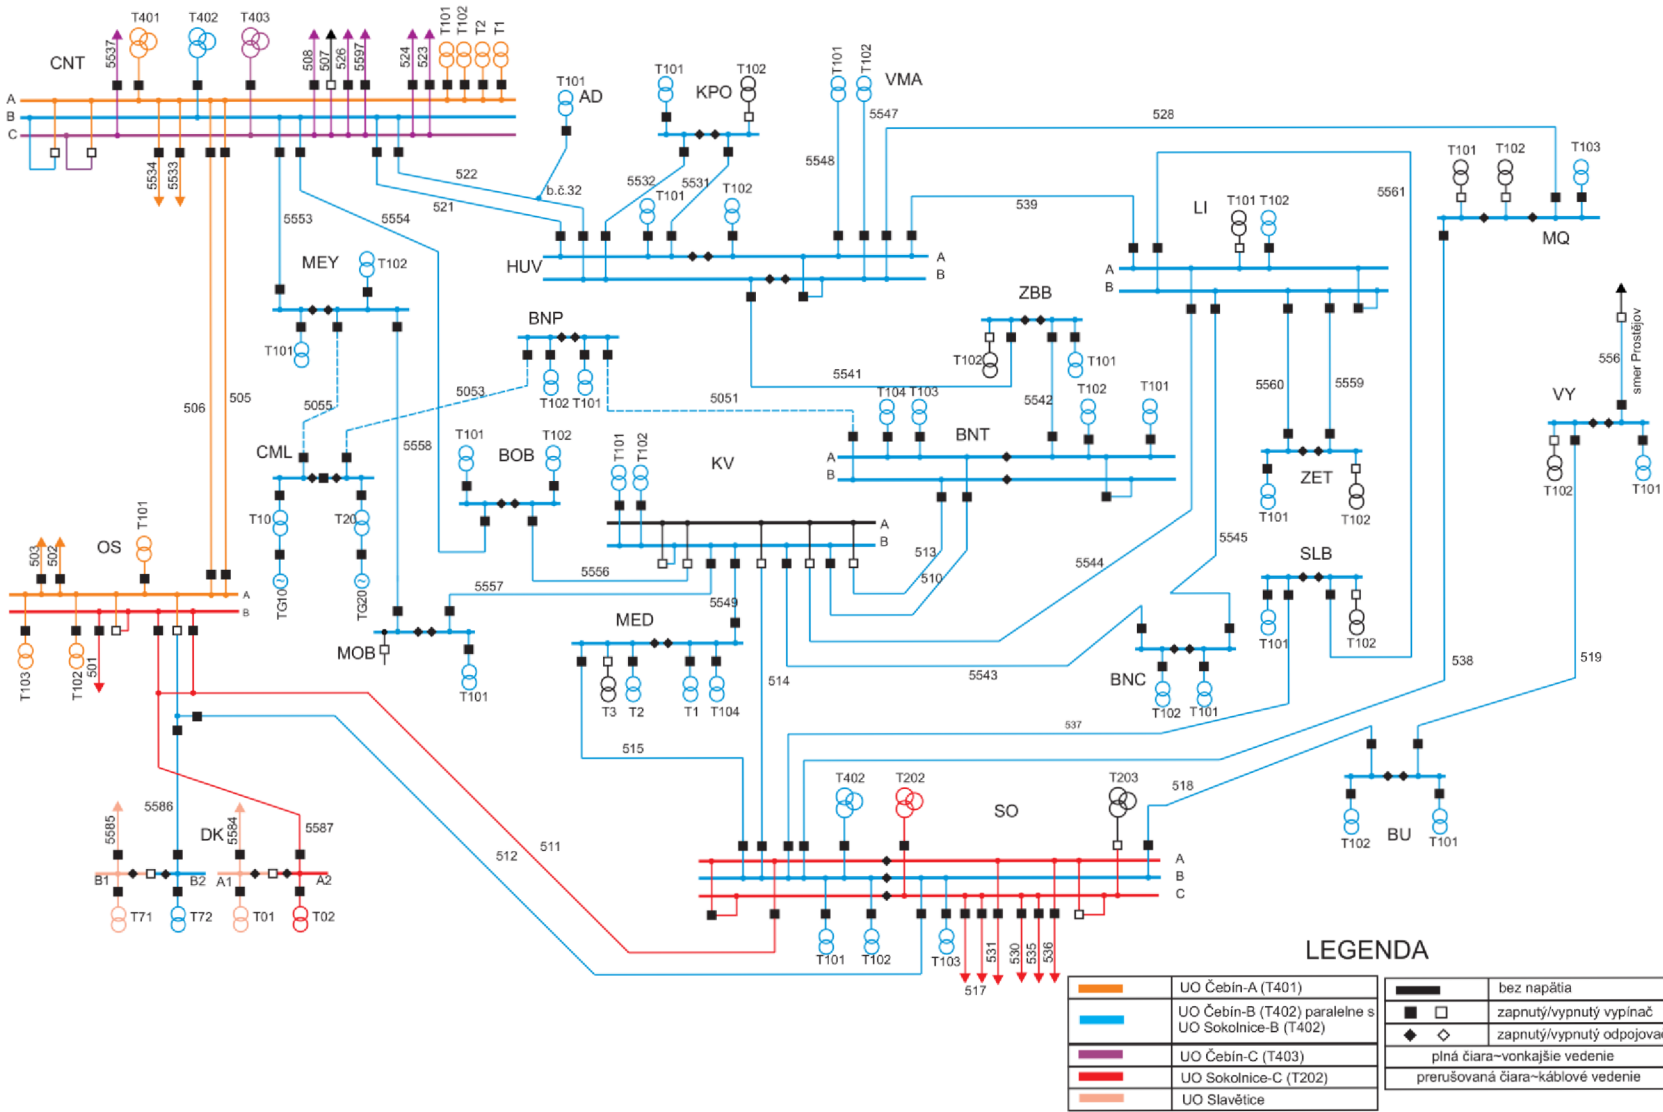 T401
T402
T403
T101
T102
T2
T1
CNT
5537
508
507
526
5597
524
523
A
B
C
5534
5533
T101
AD
T101
KPO
T102
T101
T102
VMA
5547
528
5548
522
b.č.32
521
5532
5531
T101
T102
539
5561
T101
T102
T103
MQ
LI
T101
T102
5553
5554
MEY
T102
T101
HUV
A
B
A
B
ZBB
T102
T101
BNP
T102
T101
5541
5542
5560
5559
556
smer Prostějov
VY
T102
T101
506
505
5055
5053
5051
5558
CML
T10
T20
TG10
TG20
T101
BOB
T102
T101
T102
KV
A
B
T104
T103
T102
T101
BNT
A
B
ZET
T101
T102
OS
503
502
T101
A
B
T103
T102
501
5556
5557
5549
513
510
5544
5545
SLB
T101
T102
MOB
T101
MED
T3
T2
T1
T104
514
5543
BNC
T102
T101
538
519
537
515
518
BU
T102
T101
5586
5587
5585
5584
DK
B1
B2
A1
A2
T71
T72
T01
T02
512
511
T402
T202
T203
SO
A
B
C
T101
T102
T103
517
531
530
535
536
LEGENDA
UO Čebín-A (T401)
UO Čebín-B (T402) paralelne s
UO Sokolnice-B (T402)
UO Čebín-C (T403)
UO Sokolnice-C (T202)
UO Slavětice
bez napätia
zapnutý/vypnutý vypínač
zapnutý/vypnutý odpojova
plná čiara~vonkajšie vedenie
prerušovaná čiara~káblové vedenie